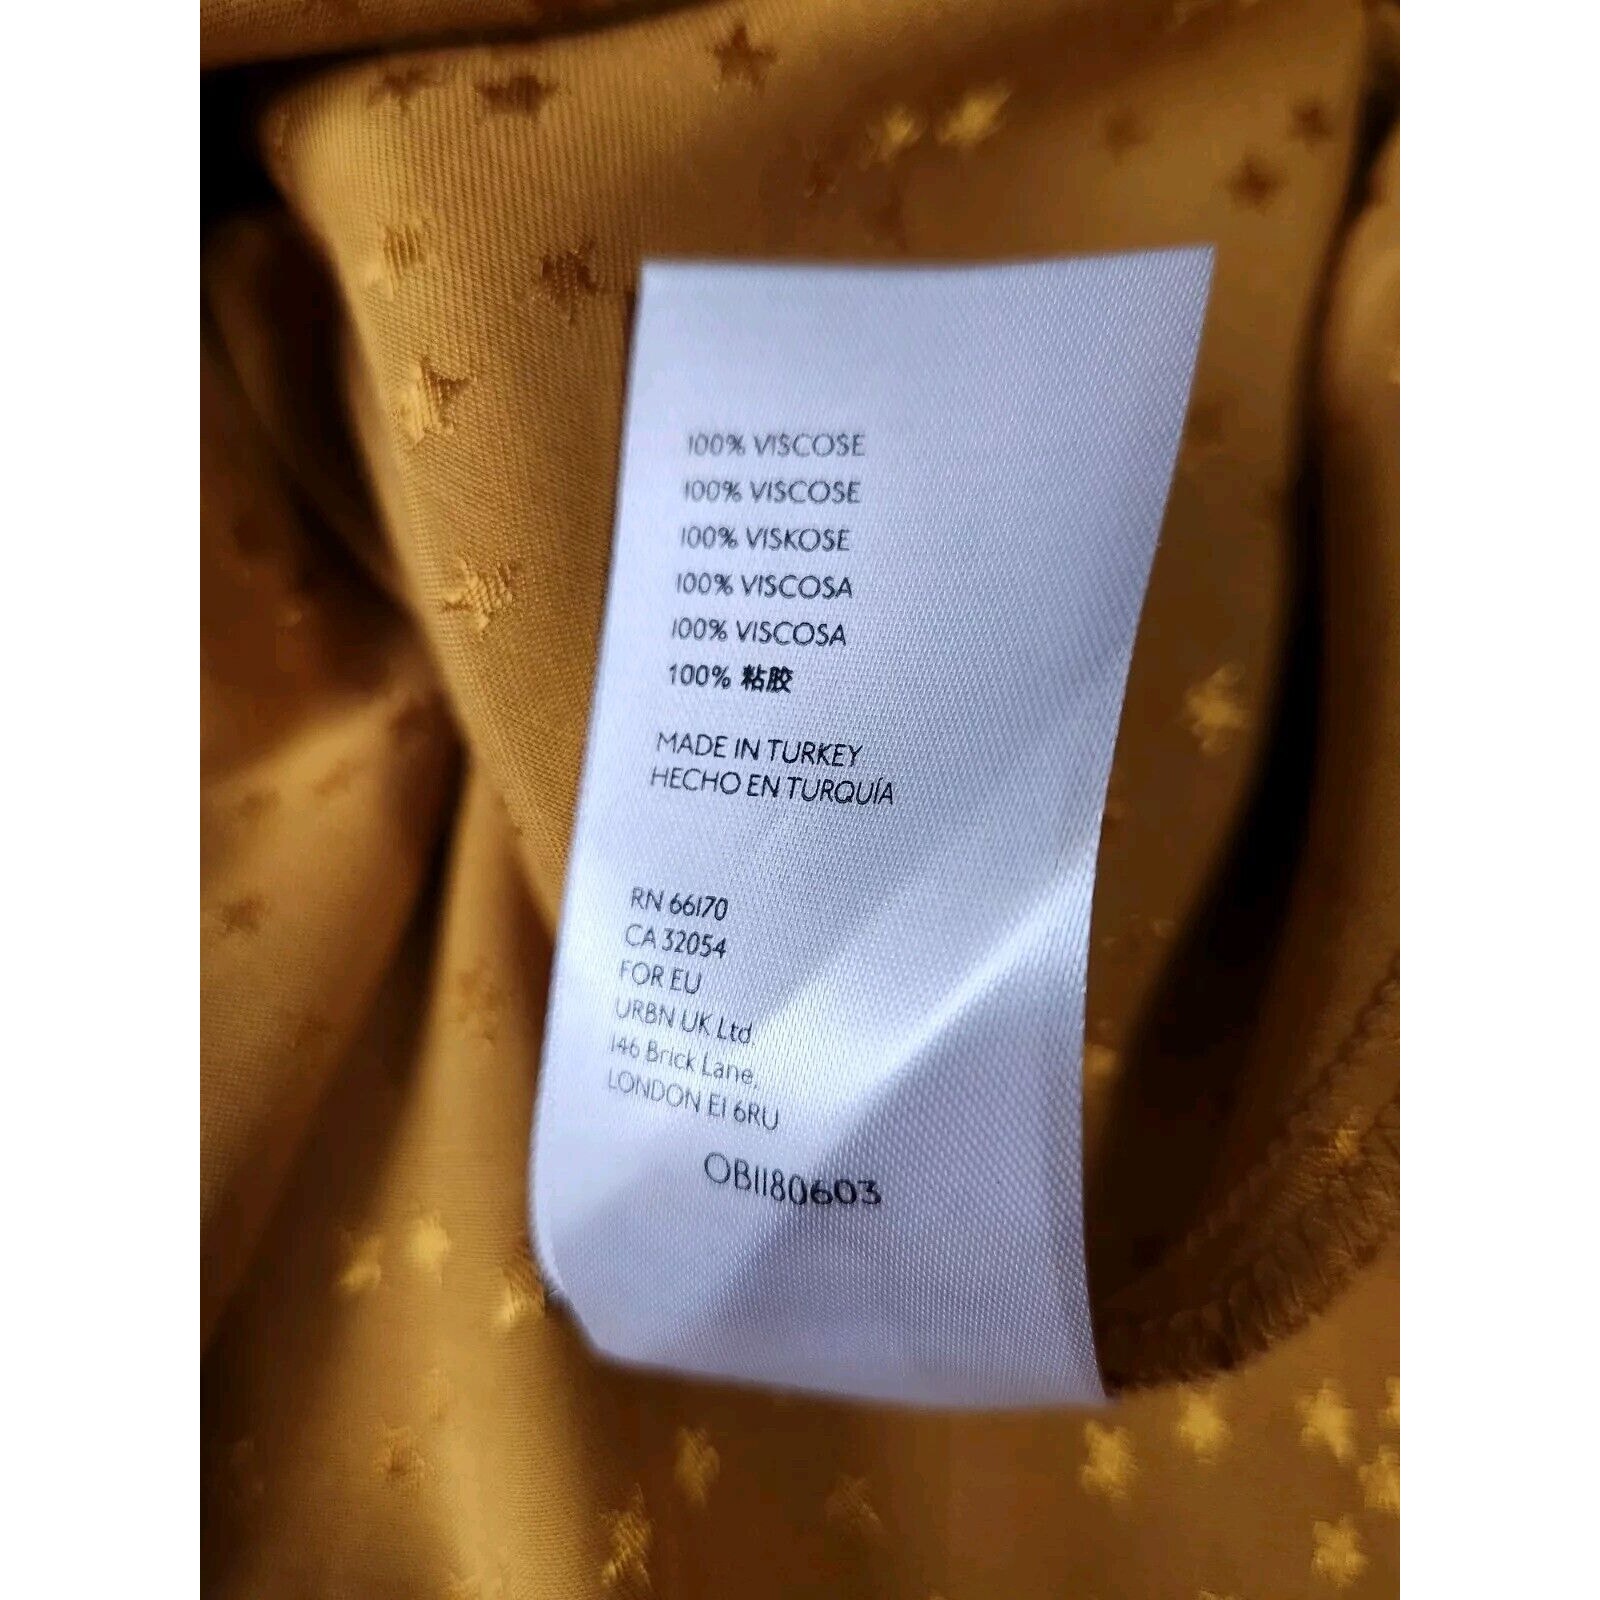 100% VISCOSE
100% VISCOSE
100% VISKOSE
100% VISCOSA
100% VISCOSA
100% 粘胶
MADE IN TURKEY
HECHO EN TURQUÍA
RN 66170
CA 32054
FOR EU
URBN UK Ltd.
146 Brick Lane,
LONDON E1 6RU
OB1180603